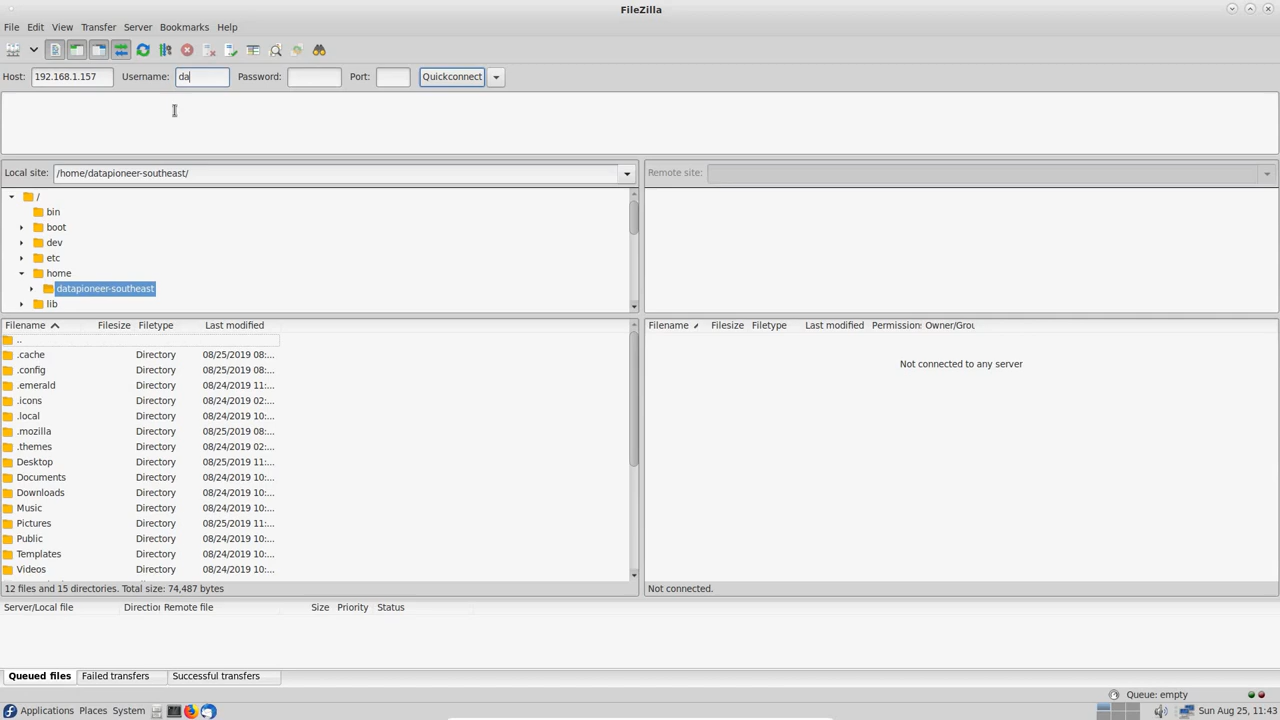 FileZilla
File Edit View Transfer Server Bookmarks Help
Host: 192.168.1.157 Username: da Password: Port: Quickconnect
Local site: /home/datapioneer-southeast/
Remote site:
/
bin
boot
dev
etc
home
datapioneer-southeast
lib
Filename Filesize Filetype Last modified
..
.cache Directory 08/25/2019 08:...
.config Directory 08/25/2019 08:...
.emerald Directory 08/24/2019 11:...
.icons Directory 08/24/2019 02:...
.local Directory 08/24/2019 10:...
.mozilla Directory 08/25/2019 08:...
.themes Directory 08/24/2019 02:...
Desktop Directory 08/25/2019 11:...
Documents Directory 08/24/2019 10:...
Downloads Directory 08/24/2019 10:...
Music Directory 08/24/2019 10:...
Pictures Directory 08/25/2019 11:...
Public Directory 08/24/2019 10:...
Templates Directory 08/24/2019 10:...
Videos Directory 08/24/2019 10:...
12 files and 15 directories. Total size: 74,487 bytes
Filename Filesize Filetype Last modified Permission: Owner/Grou
Not connected to any server
Not connected.
Server/Local file Directio Remote file Size Priority Status
Queued files Failed transfers Successful transfers
Queue: empty
Applications Places System
Sun Aug 25, 11:43